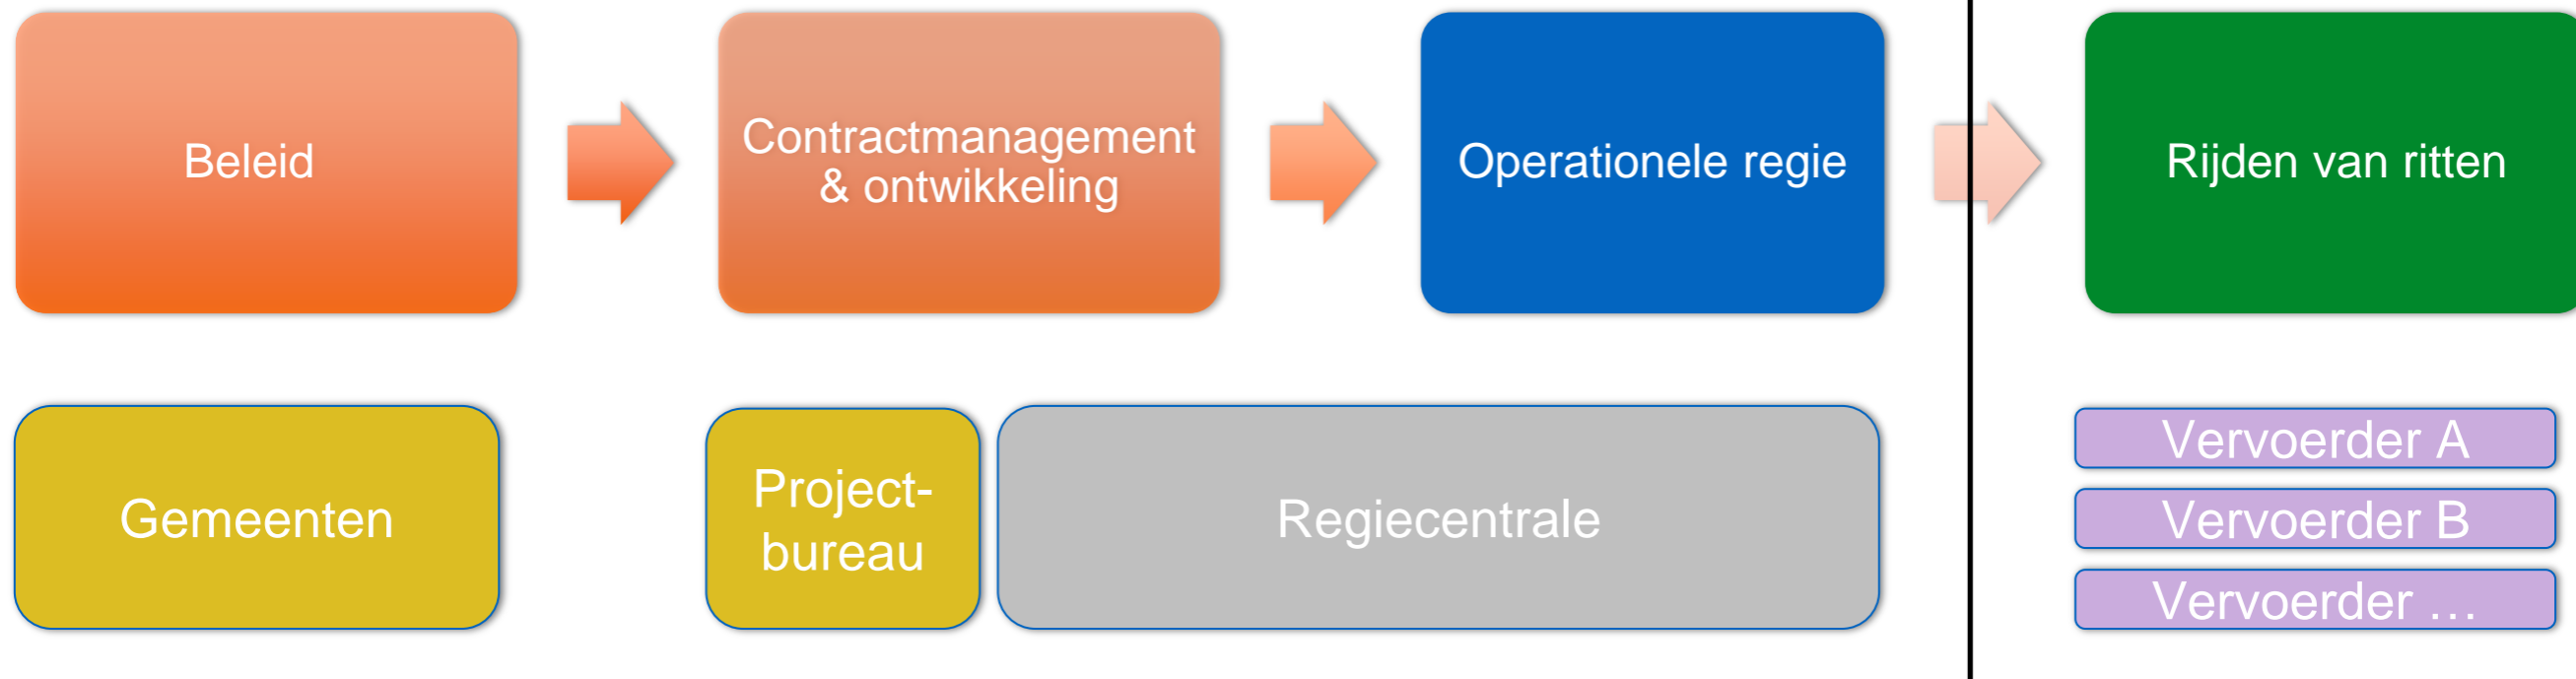 Beleid
Contractmanagement
& ontwikkeling
Operationele regie
Rijden van ritten
Gemeenten
Project-
bureau
Regiecentrale
Vervoerder A
Vervoerder B
Vervoerder …